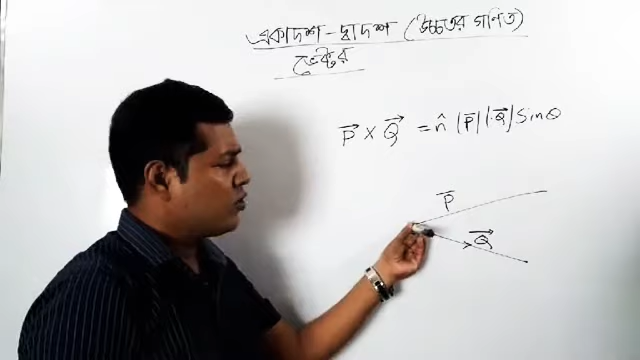 একাদশ - দ্বাদশ (উচ্চতর গণিত)
ভেক্টর
P⃗ × Q⃗ = n̂ |P⃗| |Q⃗| Sinθ
P⃗
Q⃗